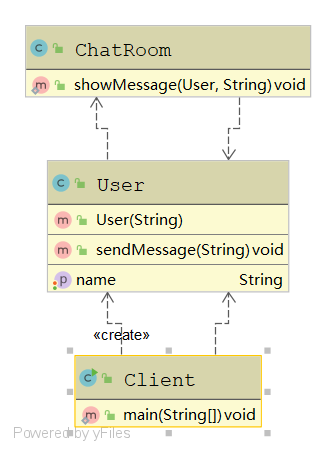 ChatRoom
showMessage(User, String) void
User
User(String)
sendMessage(String) void
name String
«create»
Client
main(String[]) void
Powered by yFiles